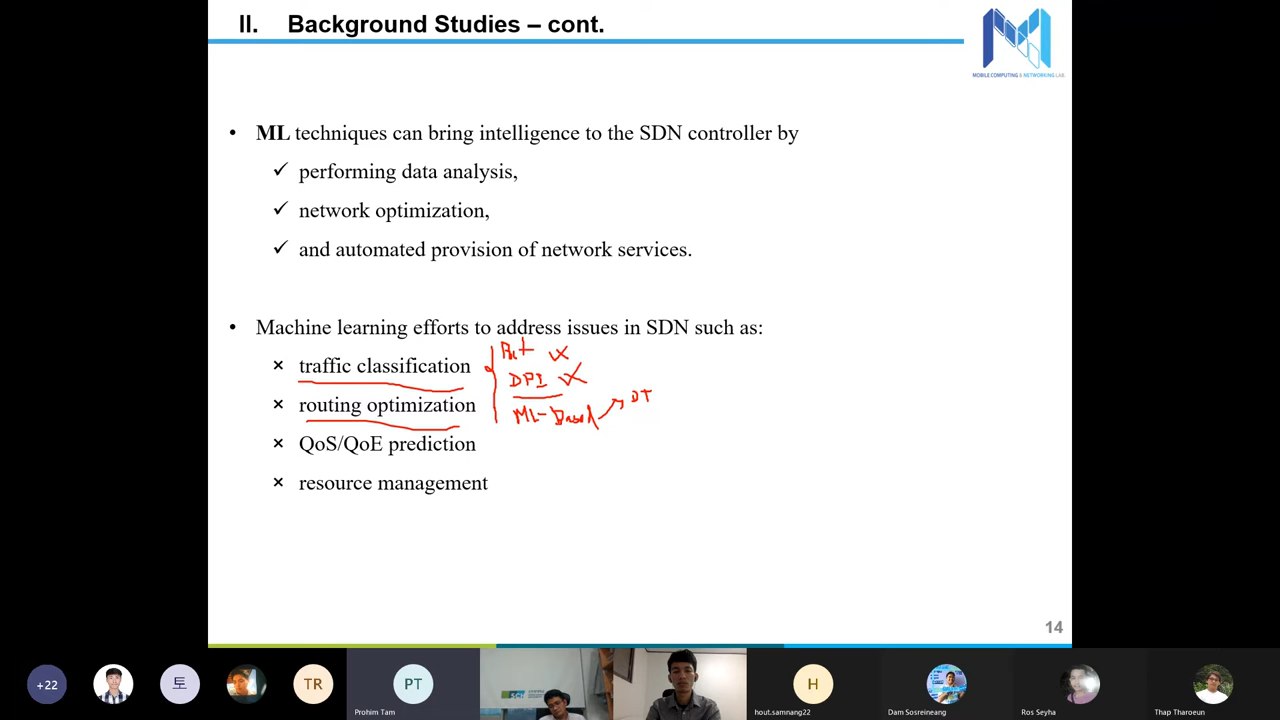 II. Background Studies – cont.
MOBILE COMPUTING & NETWORKING LAB.
• ML techniques can bring intelligence to the SDN controller by
✓ performing data analysis,
✓ network optimization,
✓ and automated provision of network services.
• Machine learning efforts to address issues in SDN such as:
× traffic classification
DPI
× routing optimization
ML-Based
DT
× QoS/QoE prediction
× resource management
14
+22
토
TR
PT
Prohim Tam
H
hout.samnang22
Dam Sosreineang
Ros Seyha
Thap Tharoeun